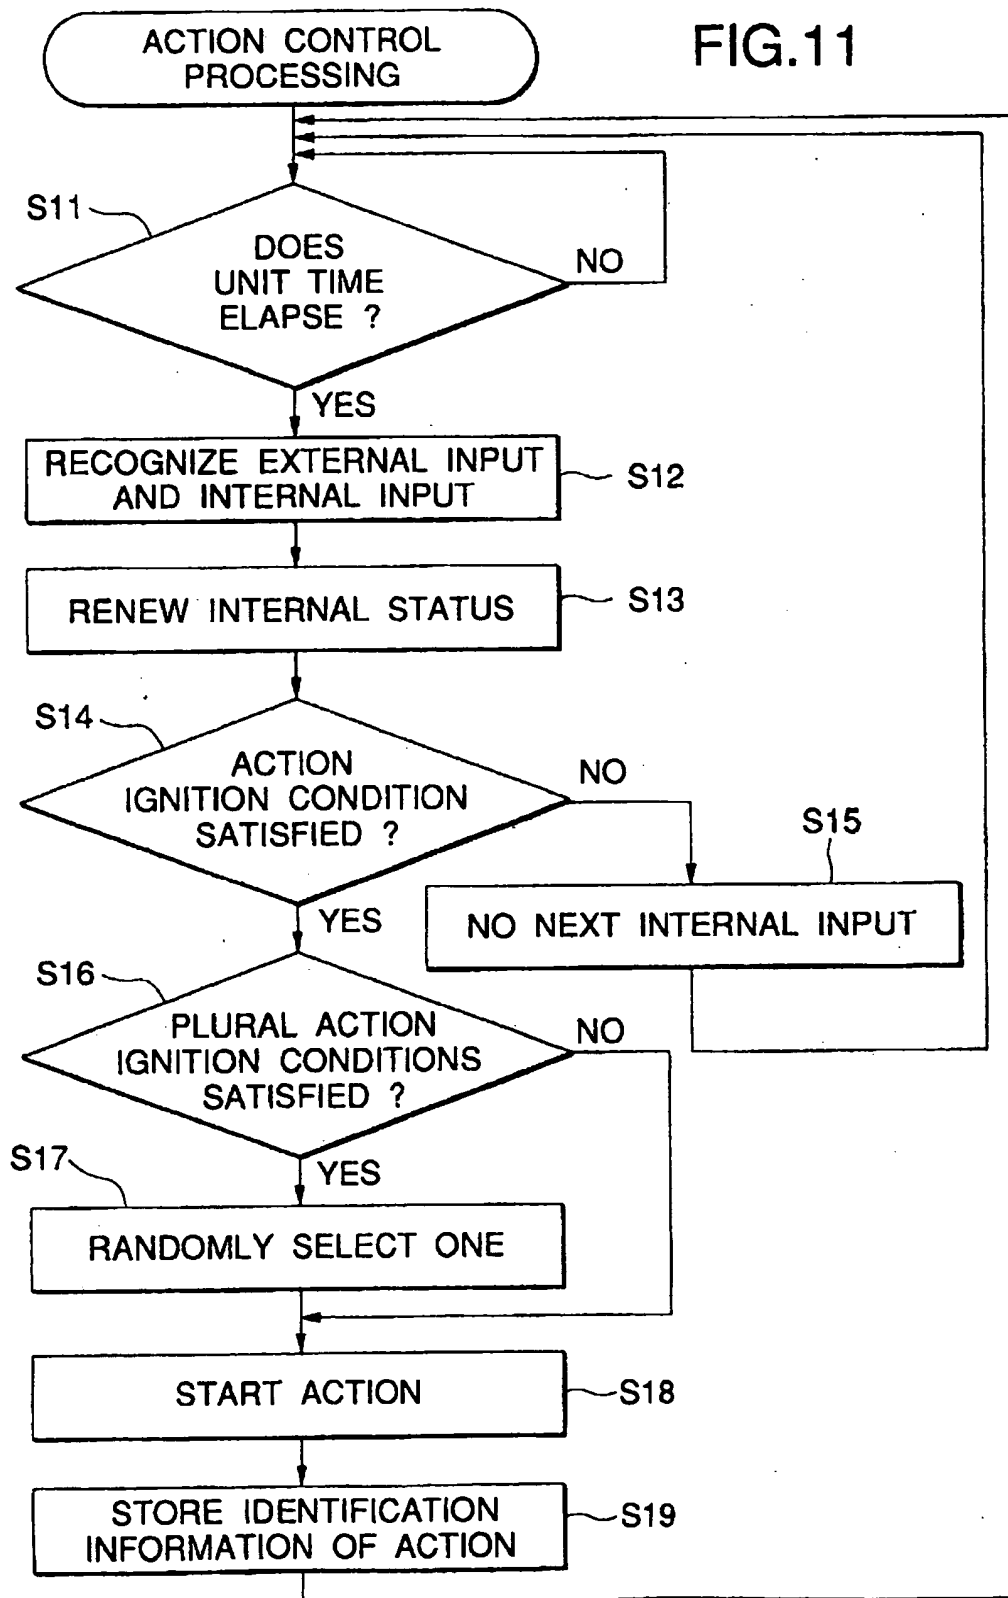 FIG.11
ACTION CONTROL
PROCESSING
S11
DOES
UNIT TIME
ELAPSE ?
NO
YES
RECOGNIZE EXTERNAL INPUT
AND INTERNAL INPUT
S12
RENEW INTERNAL STATUS
S13
S14
ACTION
IGNITION CONDITION
SATISFIED ?
NO
S15
NO NEXT INTERNAL INPUT
YES
S16
PLURAL ACTION
IGNITION CONDITIONS
SATISFIED ?
NO
S17
YES
RANDOMLY SELECT ONE
START ACTION
S18
STORE IDENTIFICATION
INFORMATION OF ACTION
S19